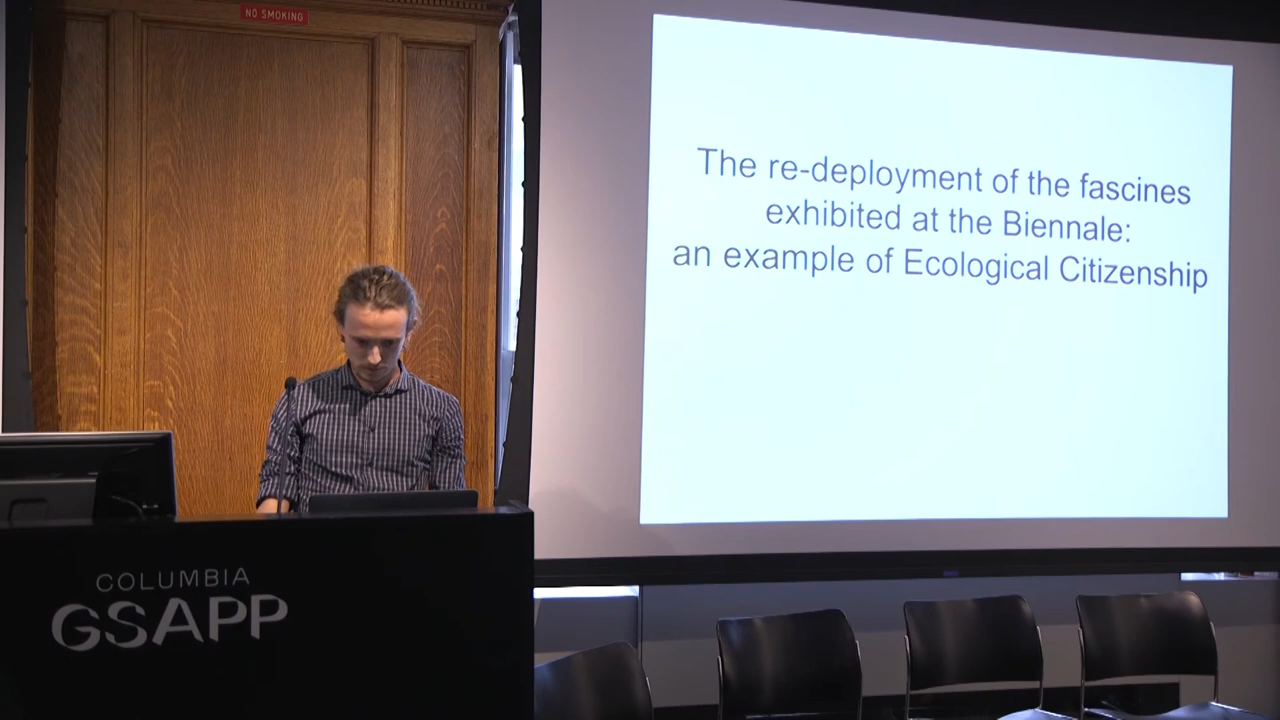 NO SMOKING
The re-deployment of the fascines
exhibited at the Biennale:
an example of Ecological Citizenship
COLUMBIA
GSAPP